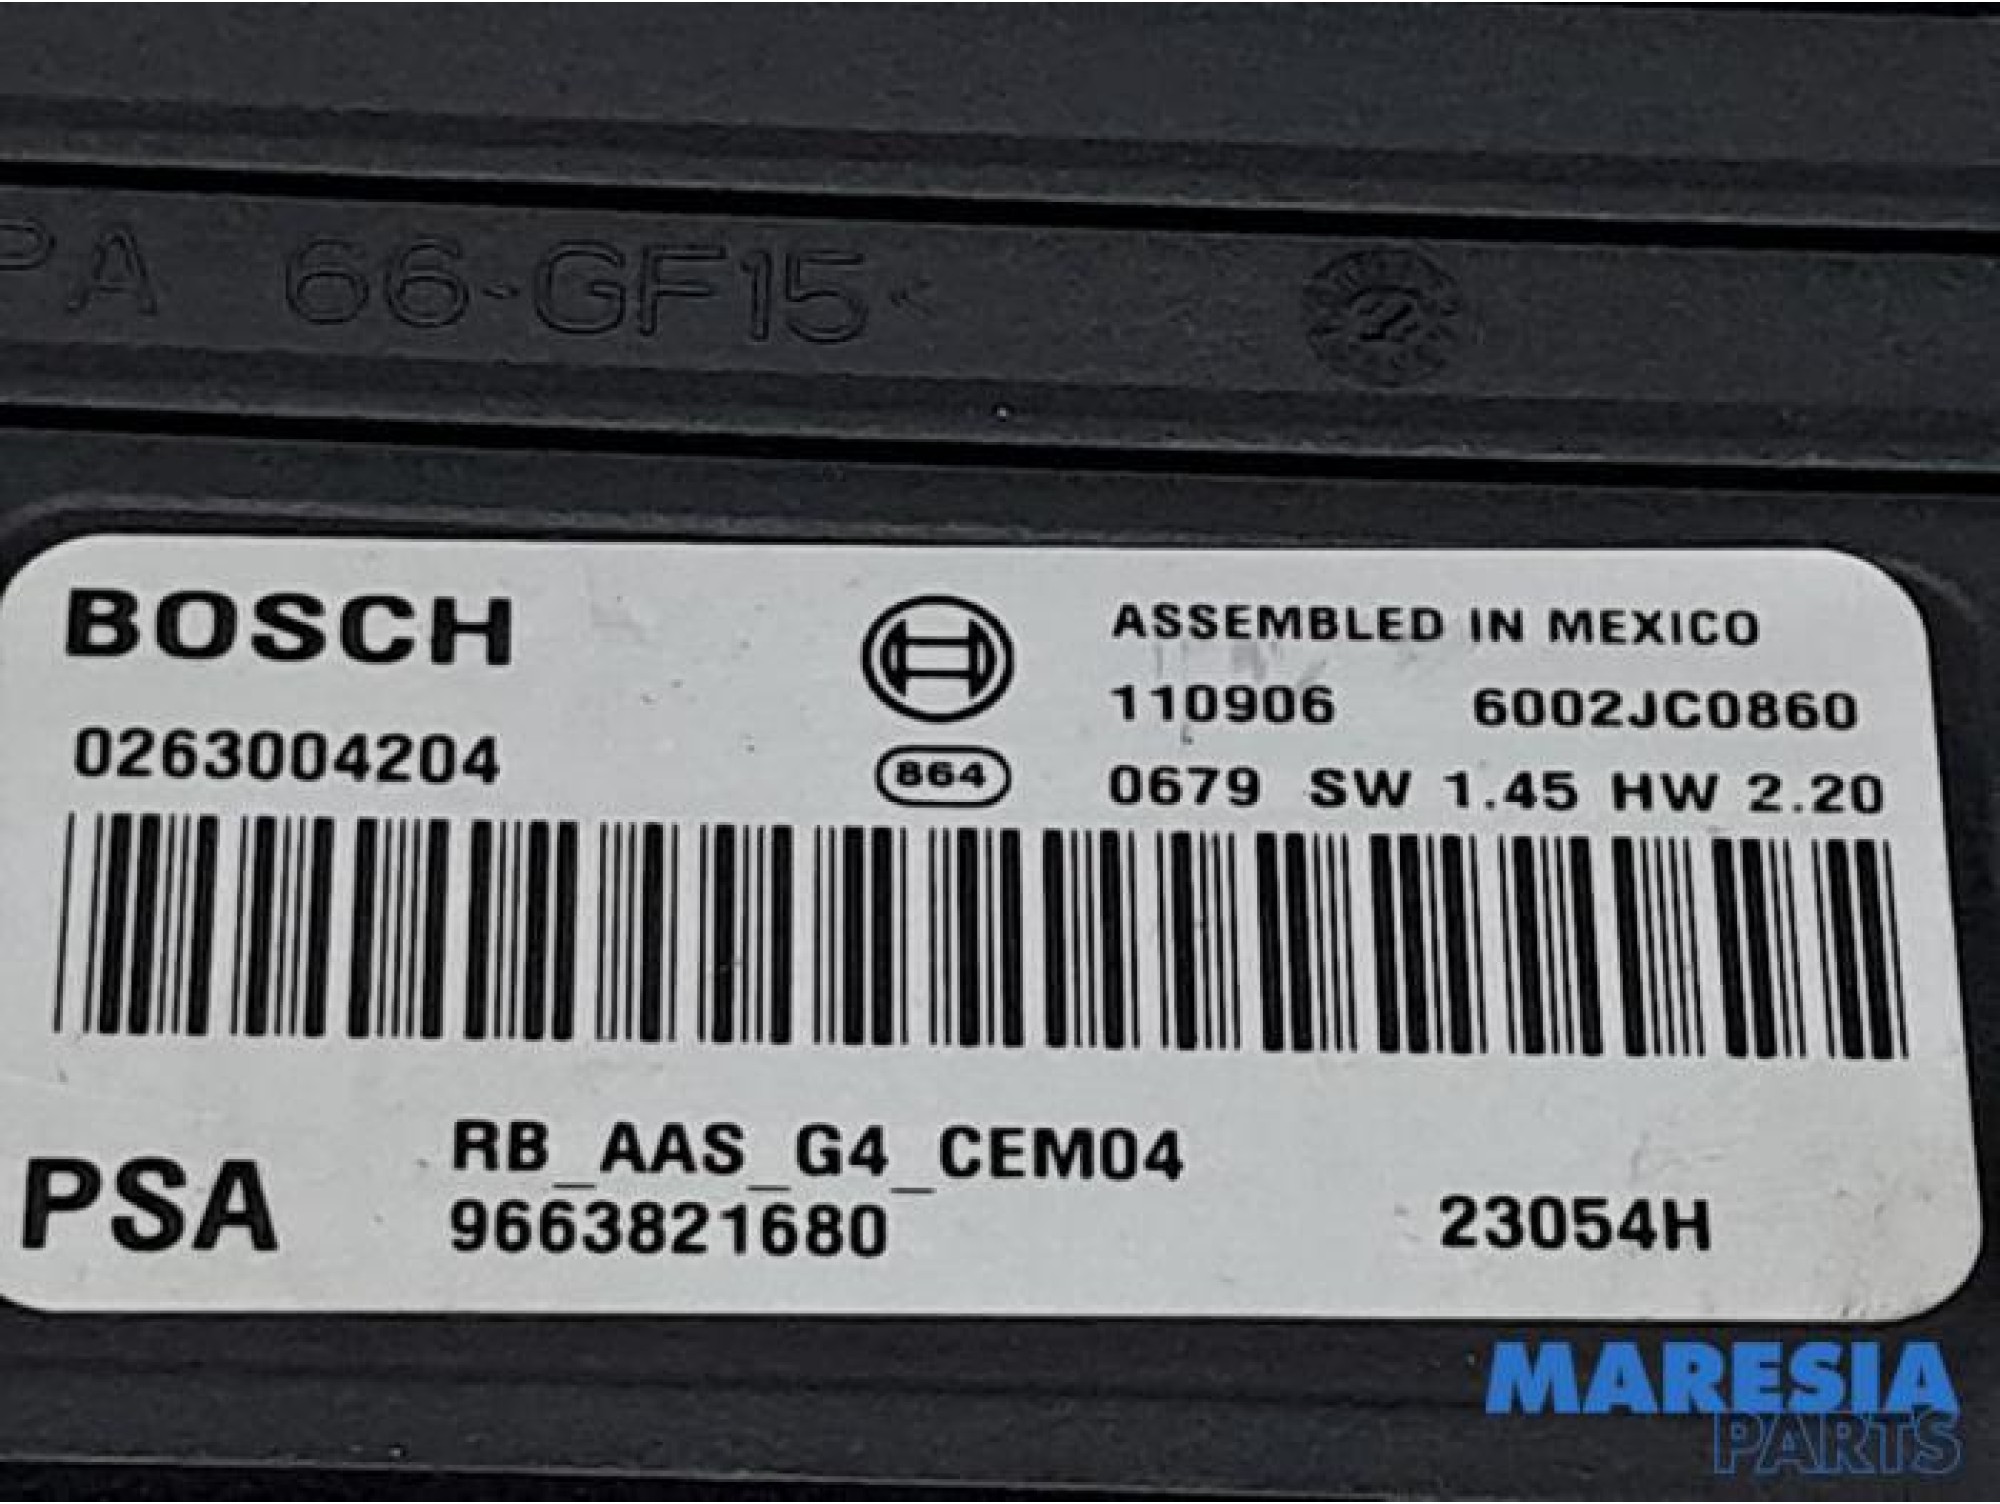 PA 66-GF15<
BOSCH
ASSEMBLED IN MEXICO
110906 6002JC0860
0263004204
864
0679 SW 1.45 HW 2.20
RB_AAS_G4_CEM04
PSA
9663821680
23054H
MARESIA
PARTS